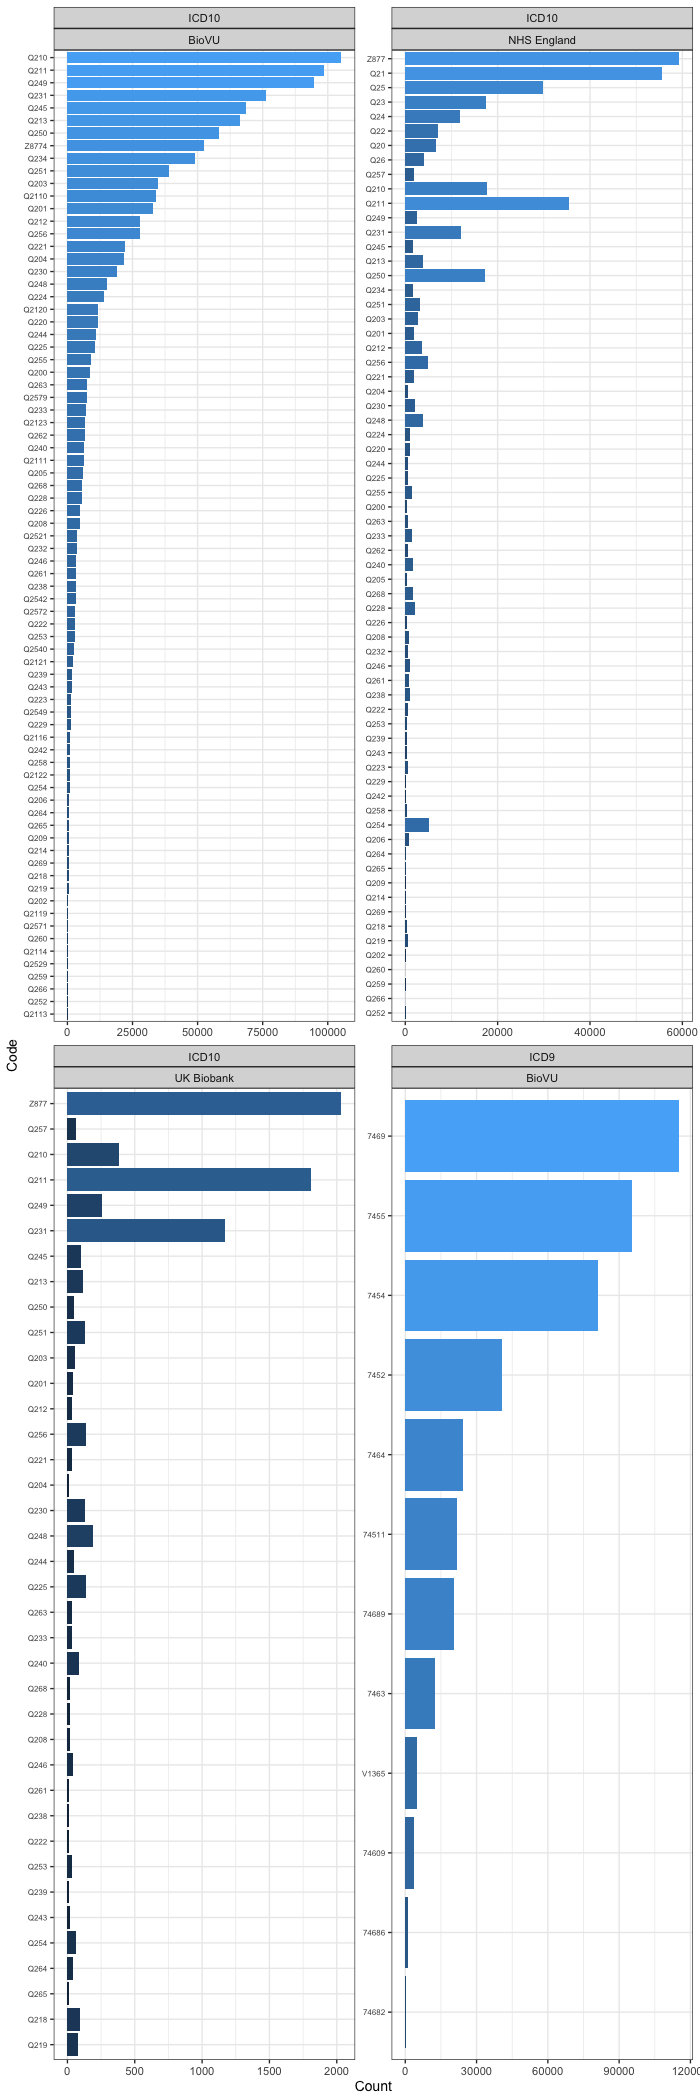 ICD10
BioVU
Q210
Q211
Q249
Q231
Q245
Q213
Q250
Z8774
Q234
Q251
Q203
Q2110
Q201
Q212
Q256
Q221
Q204
Q230
Q248
Q224
Q2120
Q220
Q244
Q225
Q255
Q200
Q263
Q2579
Q233
Q2123
Q262
Q240
Q2111
Q205
Q268
Q228
Q226
Q208
Q2521
Q232
Q246
Q261
Q238
Q2542
Q2572
Q222
Q253
Q2540
Q2121
Q239
Q243
Q223
Q2549
Q229
Q2116
Q242
Q258
Q2122
Q254
Q206
Q264
Q265
Q209
Q214
Q269
Q218
Q219
Q202
Q2119
Q2571
Q260
Q2114
Q2529
Q259
Q266
Q252
Q2113
0 25000 50000 75000 100000
ICD10
NHS England
Z877
Q21
Q25
Q23
Q24
Q22
Q20
Q26
Q257
Q210
Q211
Q249
Q231
Q245
Q213
Q250
Q234
Q251
Q203
Q201
Q212
Q256
Q221
Q204
Q230
Q248
Q224
Q220
Q244
Q225
Q255
Q200
Q263
Q233
Q262
Q240
Q205
Q268
Q228
Q226
Q208
Q232
Q246
Q261
Q238
Q222
Q253
Q239
Q243
Q223
Q229
Q242
Q258
Q254
Q206
Q264
Q265
Q209
Q214
Q269
Q218
Q219
Q202
Q260
Q259
Q266
Q252
0 20000 40000 60000
Code
ICD10
UK Biobank
Z877
Q257
Q210
Q211
Q249
Q231
Q245
Q213
Q250
Q251
Q203
Q201
Q212
Q256
Q221
Q204
Q230
Q248
Q244
Q225
Q263
Q233
Q240
Q268
Q228
Q208
Q246
Q261
Q238
Q222
Q253
Q239
Q243
Q254
Q264
Q265
Q218
Q219
0 500 1000 1500 2000
ICD9
BioVU
7469
7455
7454
7452
7464
74511
74689
7463
V1365
74609
74686
74682
0 30000 60000 90000 12000
Count